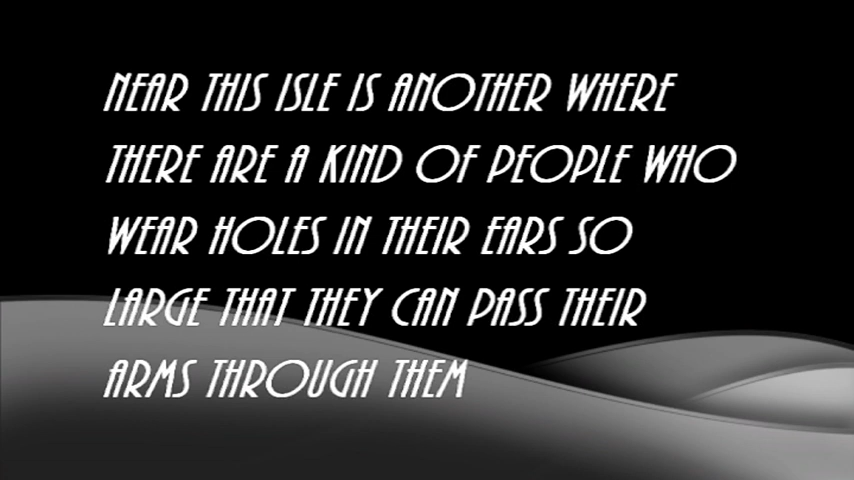 NEAR THIS ISLE IS ANOTHER WHERE
THERE ARE A KIND OF PEOPLE WHO
WEAR HOLES IN THEIR EARS SO
LARGE THAT THEY CAN PASS THEIR
ARMS THROUGH THEM